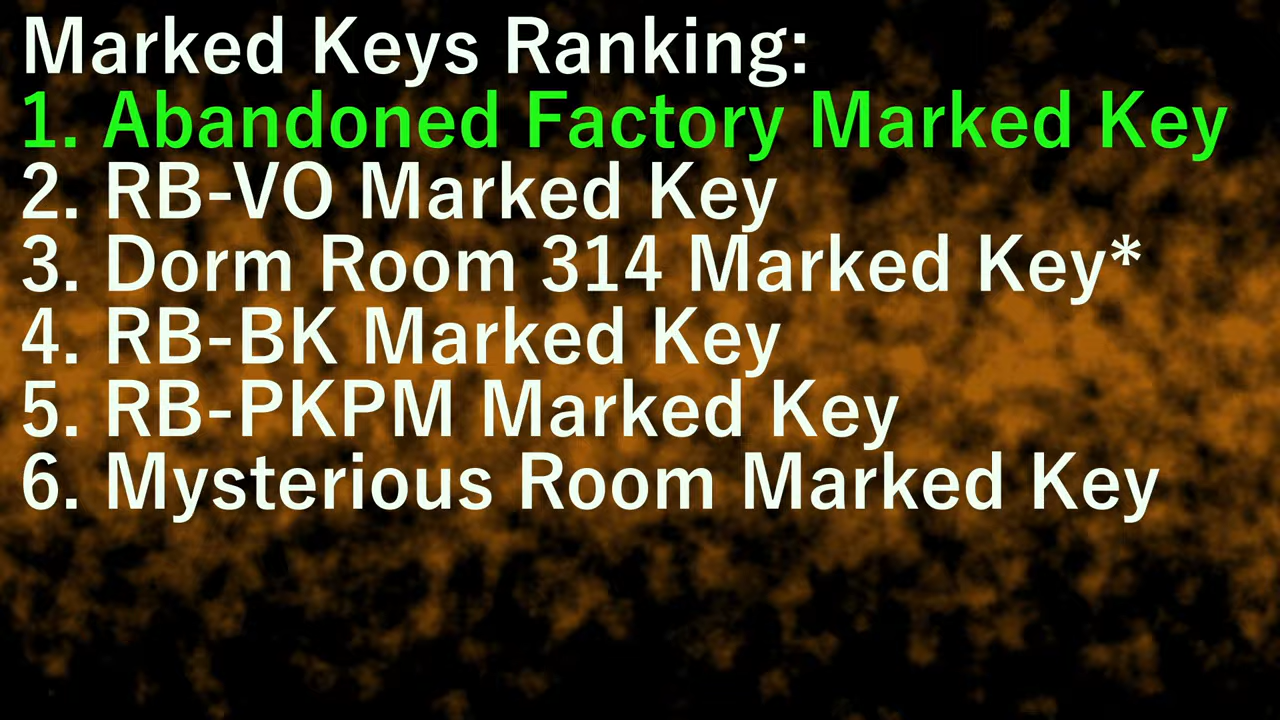 Marked Keys Ranking:
1. Abandoned Factory Marked Key
2. RB-VO Marked Key
3. Dorm Room 314 Marked Key*
4. RB-BK Marked Key
5. RB-PKPM Marked Key
6. Mysterious Room Marked Key